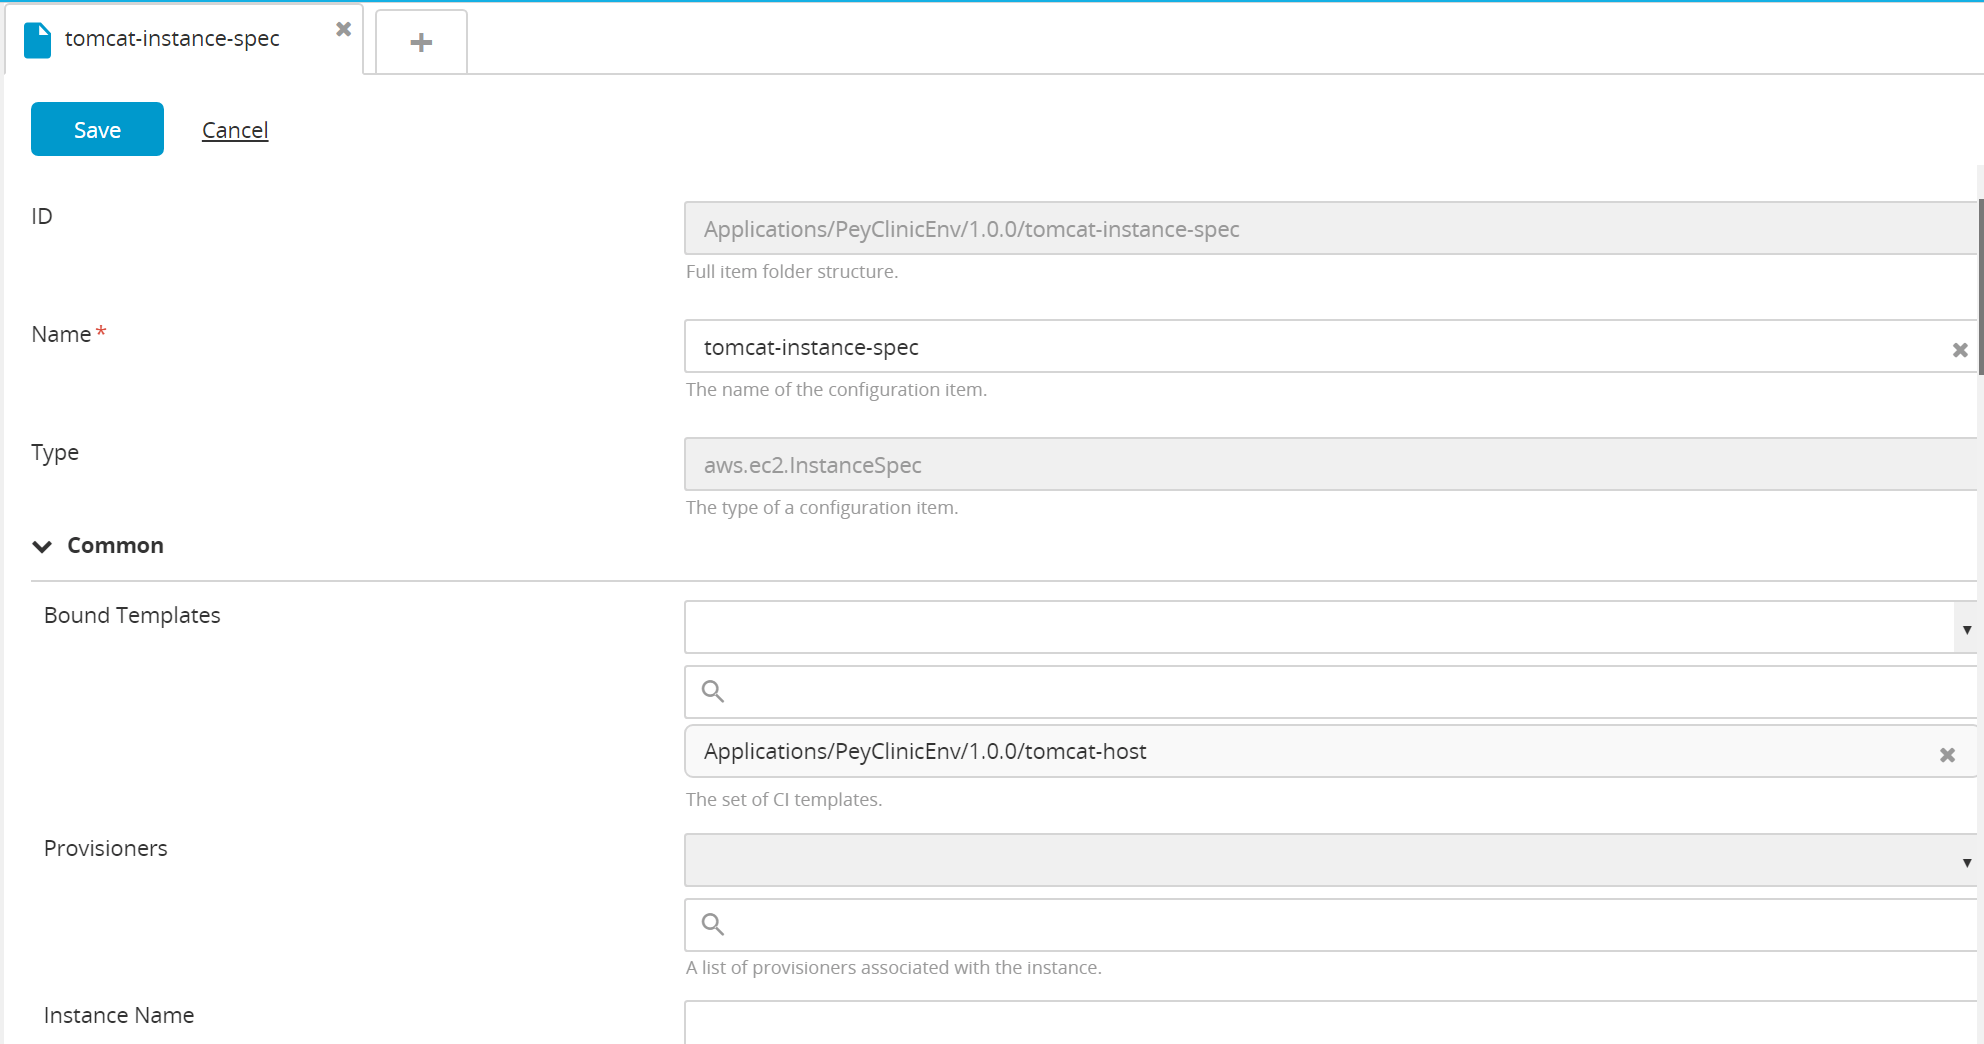 tomcat-instance-spec
Save Cancel
ID
Applications/PeyClinicEnv/1.0.0/tomcat-instance-spec
Full item folder structure.
Name*
tomcat-instance-spec
The name of the configuration item.
Type
aws.ec2.InstanceSpec
The type of a configuration item.
Common
Bound Templates
Applications/PeyClinicEnv/1.0.0/tomcat-host
The set of CI templates.
Provisioners
A list of provisioners associated with the instance.
Instance Name